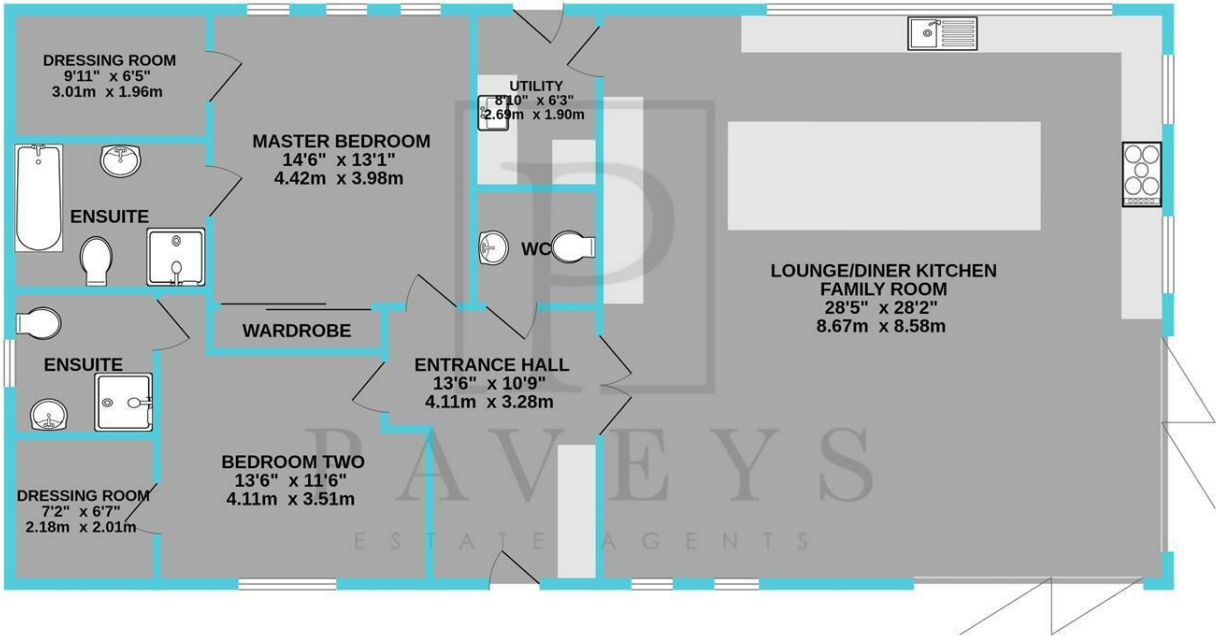 DRESSING ROOM
9'11" x 6'5"
3.01m x 1.96m
MASTER BEDROOM
14'6" x 13'1"
4.42m x 3.98m
UTILITY
8'10" x 6'3"
2.69m x 1.90m
ENSUITE
WC
LOUNGE/DINER KITCHEN
FAMILY ROOM
28'5" x 28'2"
8.67m x 8.58m
WARDROBE
ENSUITE
ENTRANCE HALL
13'6" x 10'9"
4.11m x 3.28m
BEDROOM TWO
13'6" x 11'6"
4.11m x 3.51m
DRESSING ROOM
7'2" x 6'7"
2.18m x 2.01m
P
PAVEYS
ESTATE AGENTS